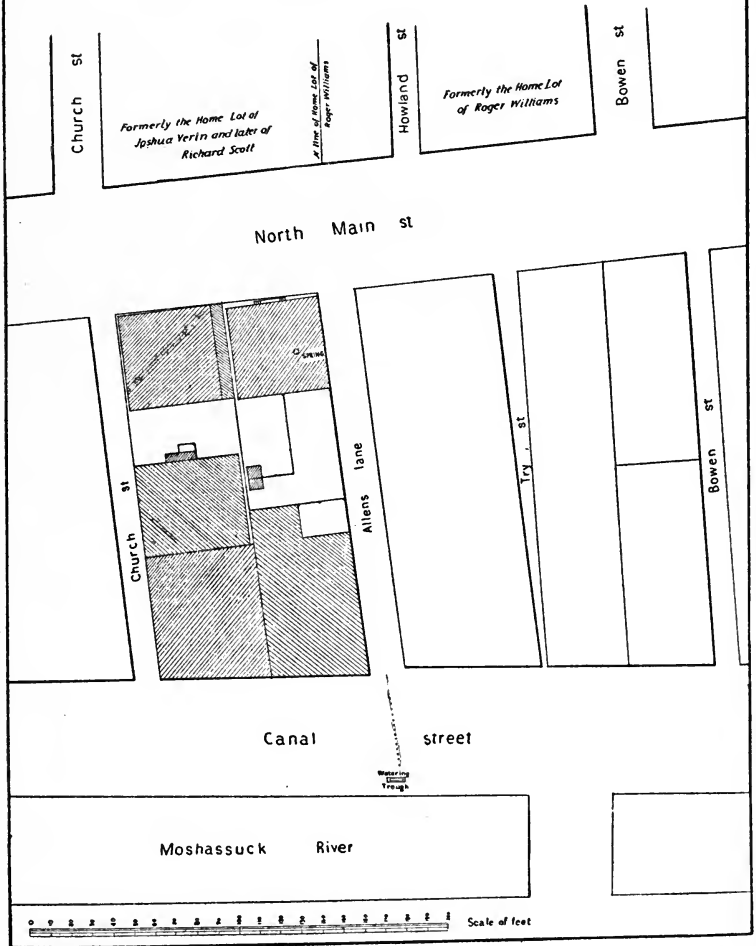 Church st
Formerly the Home Lot of
Joshua Verin and later of
Richard Scott
N line of Home Lot of
Roger Williams
Howland st
Formerly the Home Lot
of Roger Williams
Bowen st
North Main st
SPRING
Church st
Allens lane
Try, st
Bowen st
Canal street
Watering
Trough
Moshassuck River
Scale of feet